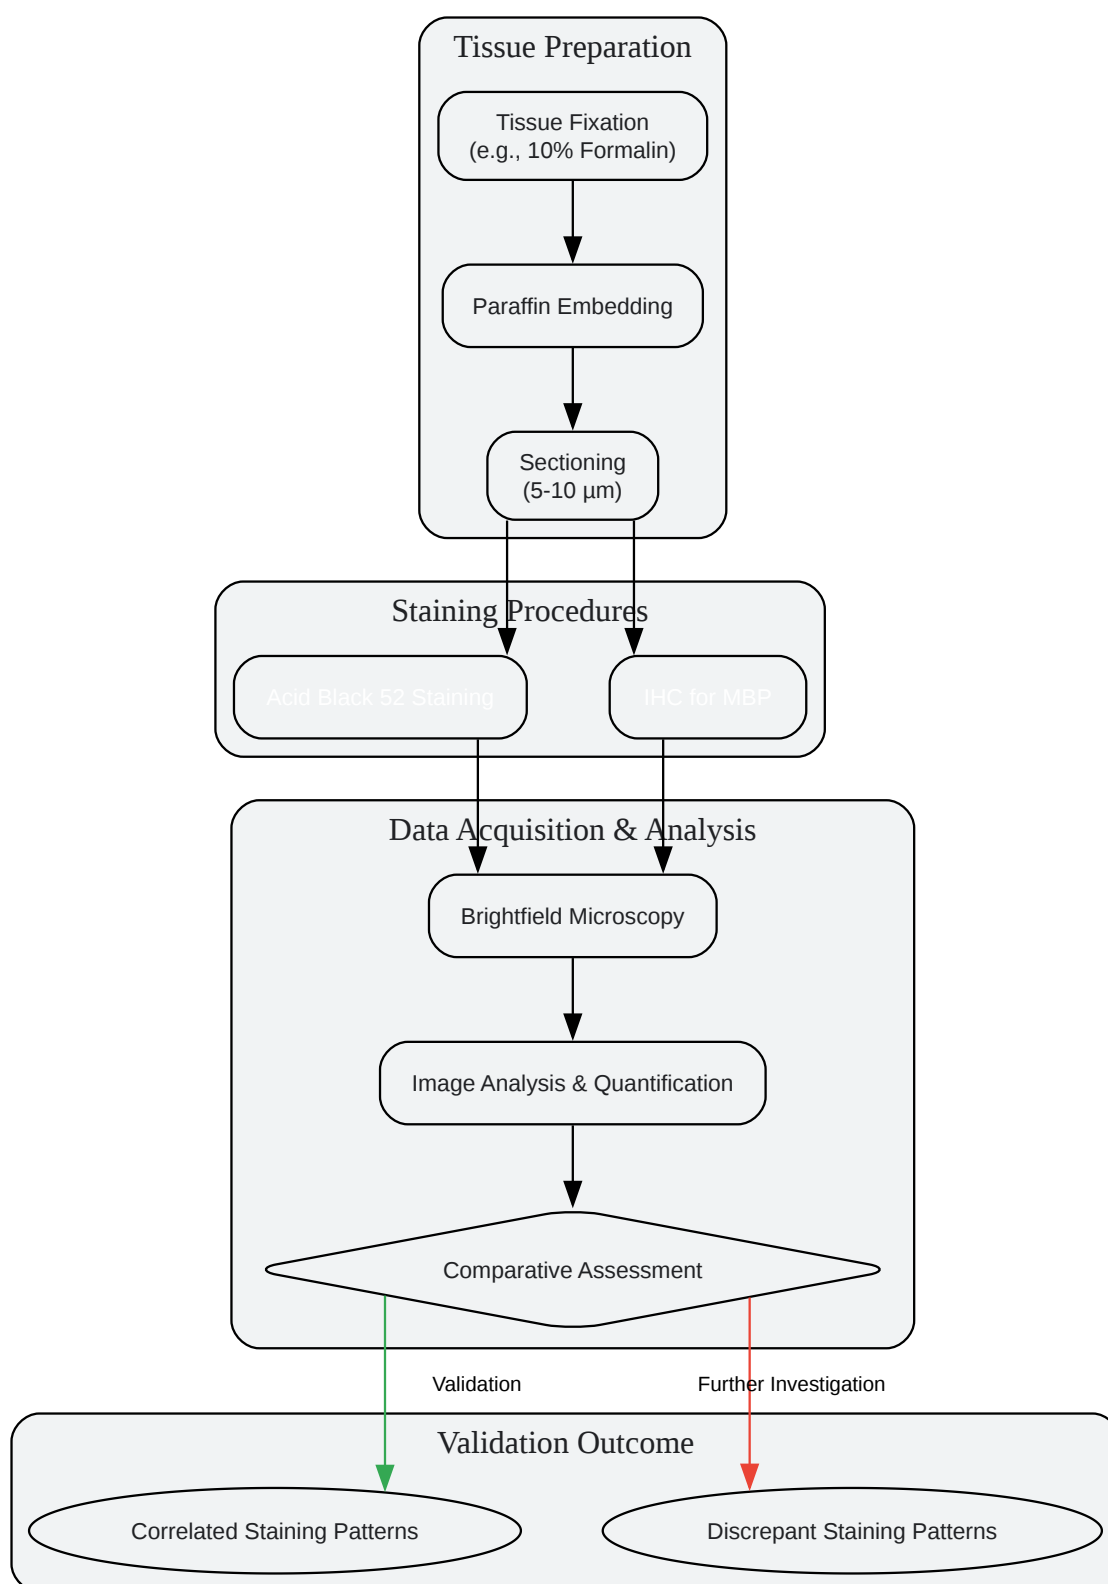 Tissue Preparation
Tissue Fixation
(e.g., 10% Formalin)
Paraffin Embedding
Sectioning
(5-10 µm)
Staining Procedures
Acid Black 52 Staining
IHC for MBP
Data Acquisition & Analysis
Brightfield Microscopy
Image Analysis & Quantification
Comparative Assessment
Validation
Further Investigation
Validation Outcome
Correlated Staining Patterns
Discrepant Staining Patterns